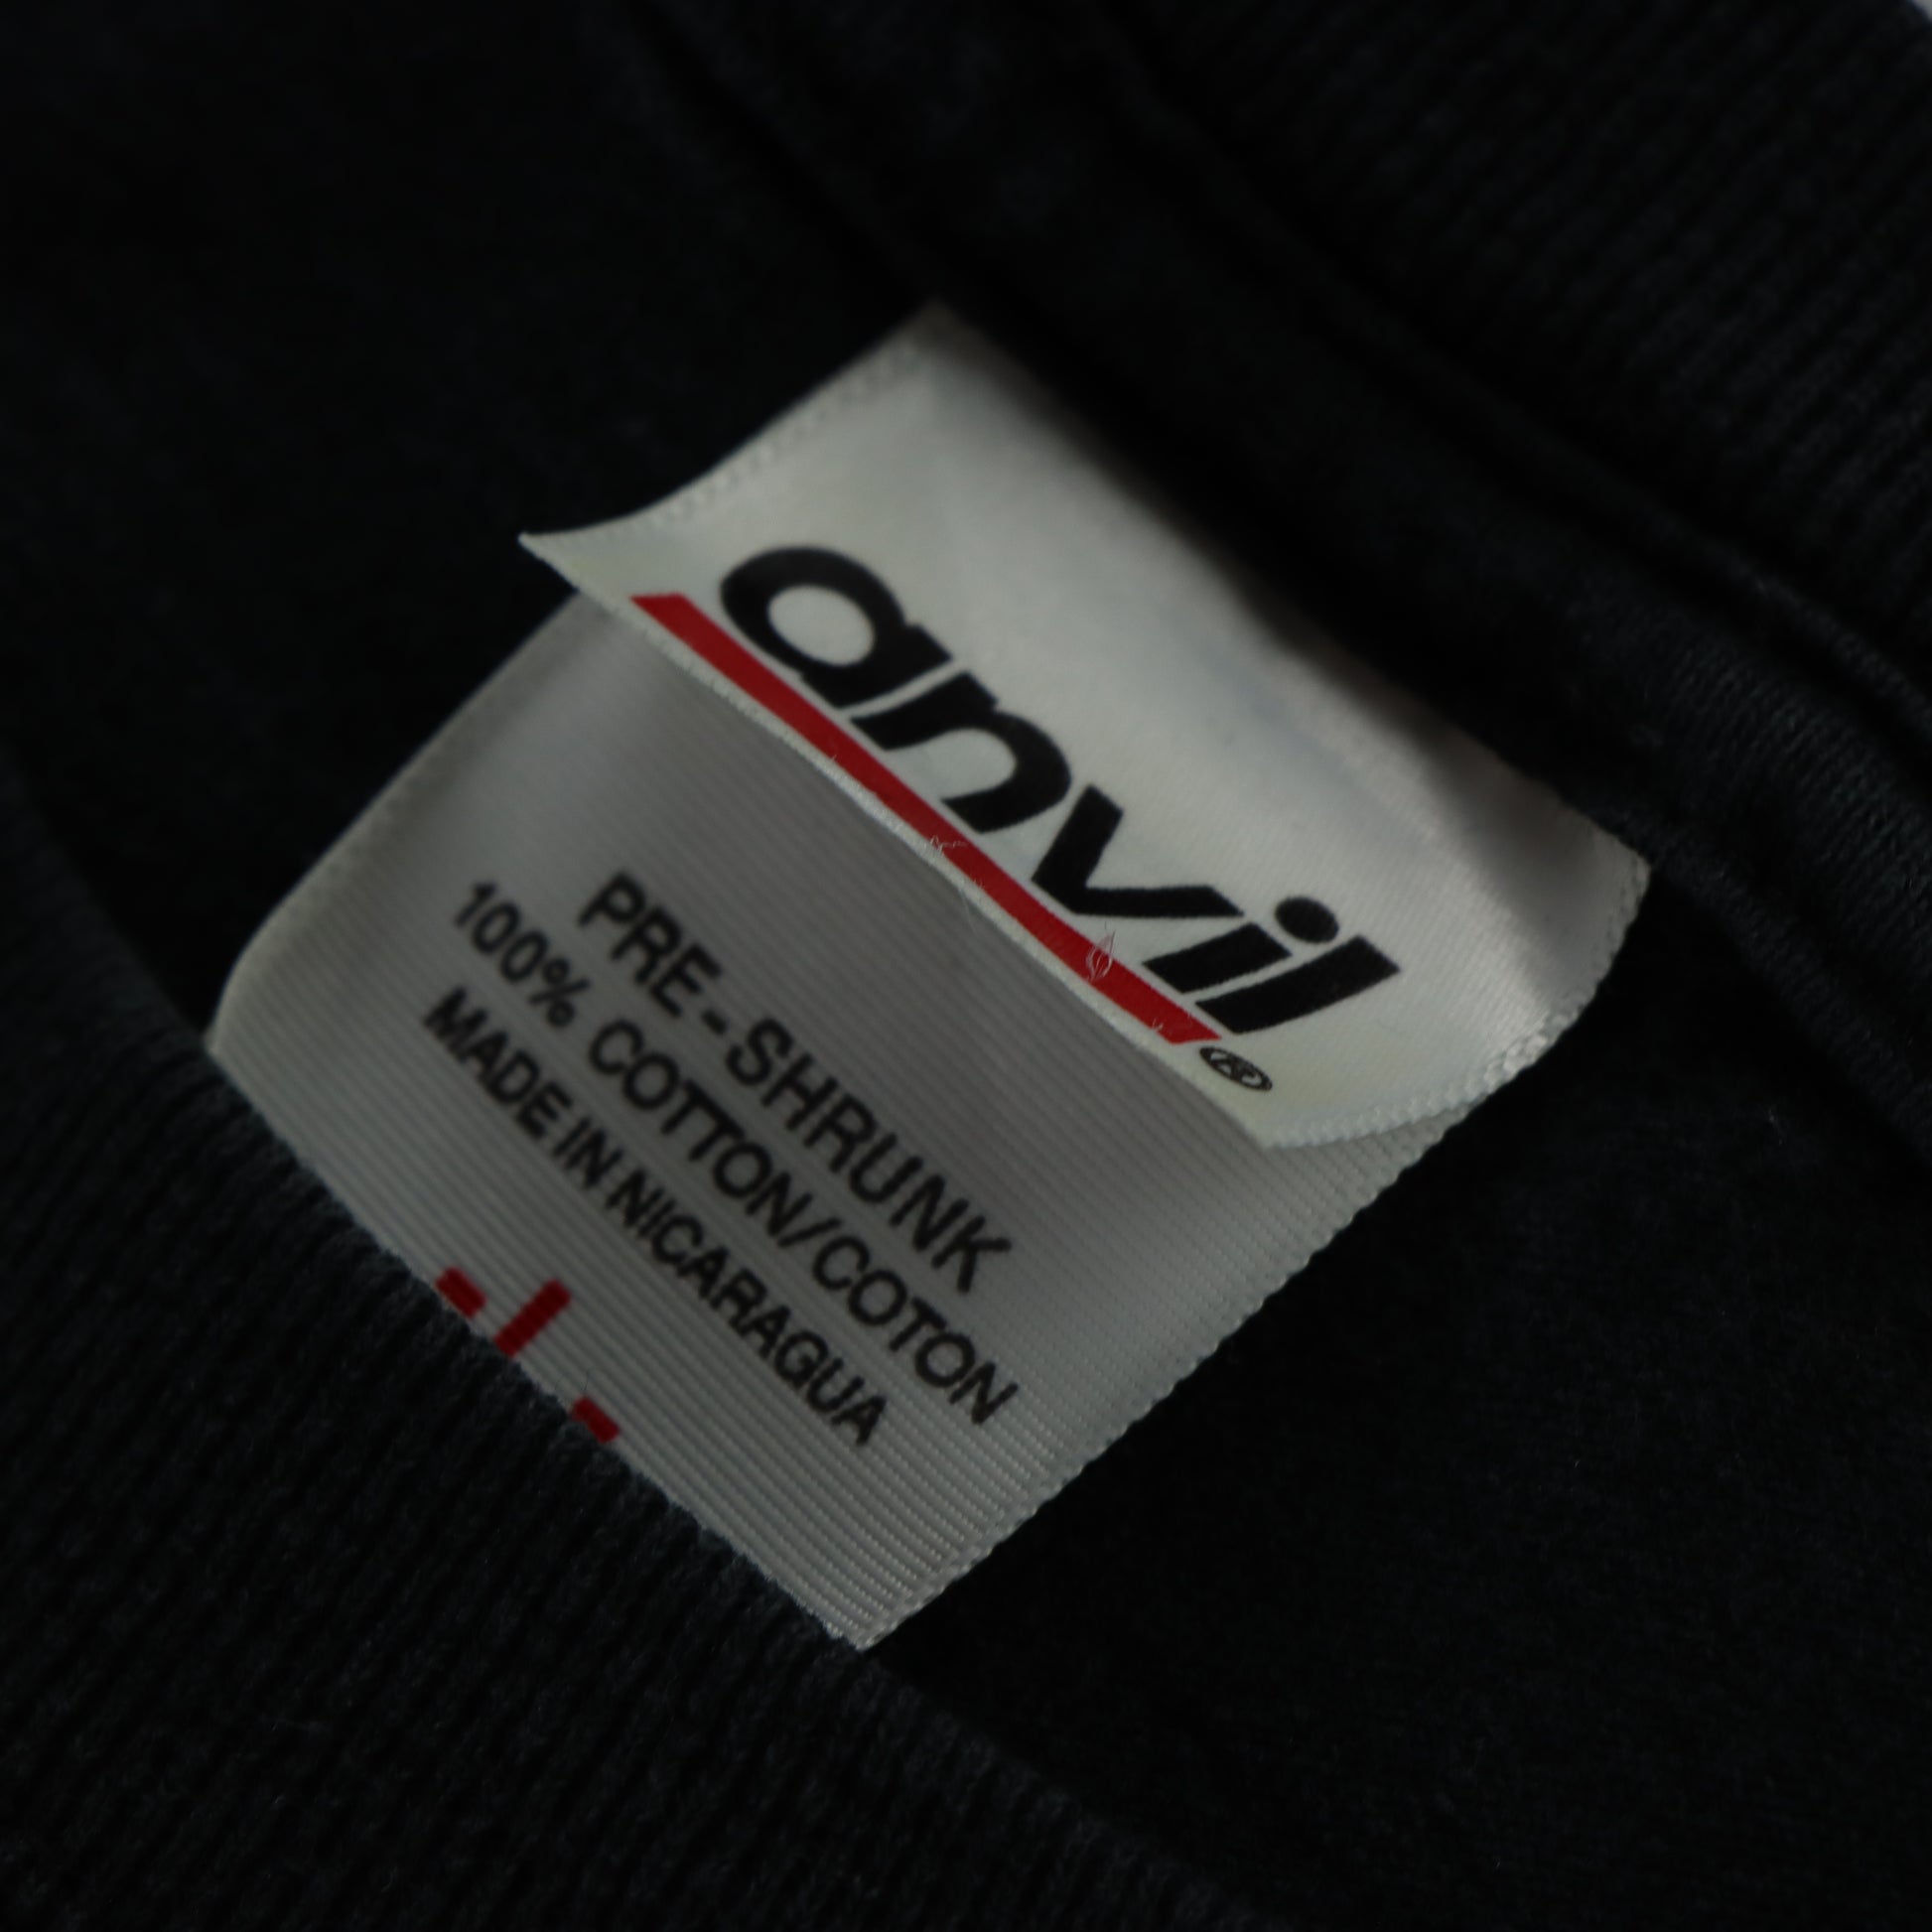 anvil®
PRE-SHRUNK
100% COTTON/COTON
MADE IN NICARAGUA